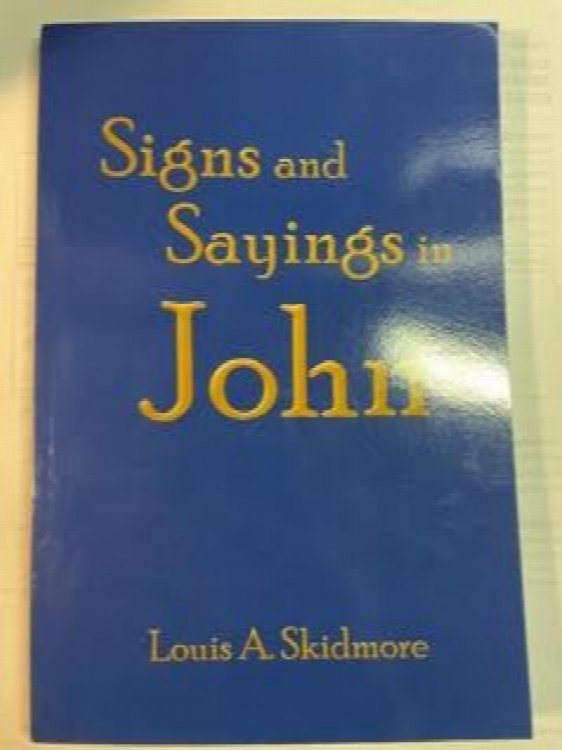 Signs and
Sayings in
John
Louis A. Skidmore